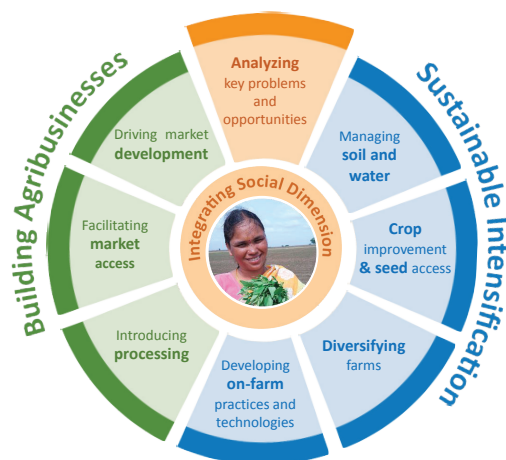 Building Agribusinesses
Sustainable Intensification
Integrating Social Dimension
Analyzing
key problems
and
opportunities
Managing
soil and
water
Crop
improvement
& seed access
Diversifying
farms
Developing
on-farm
practices and
technologies
Introducing
processing
Facilitating
market
access
Driving market
development